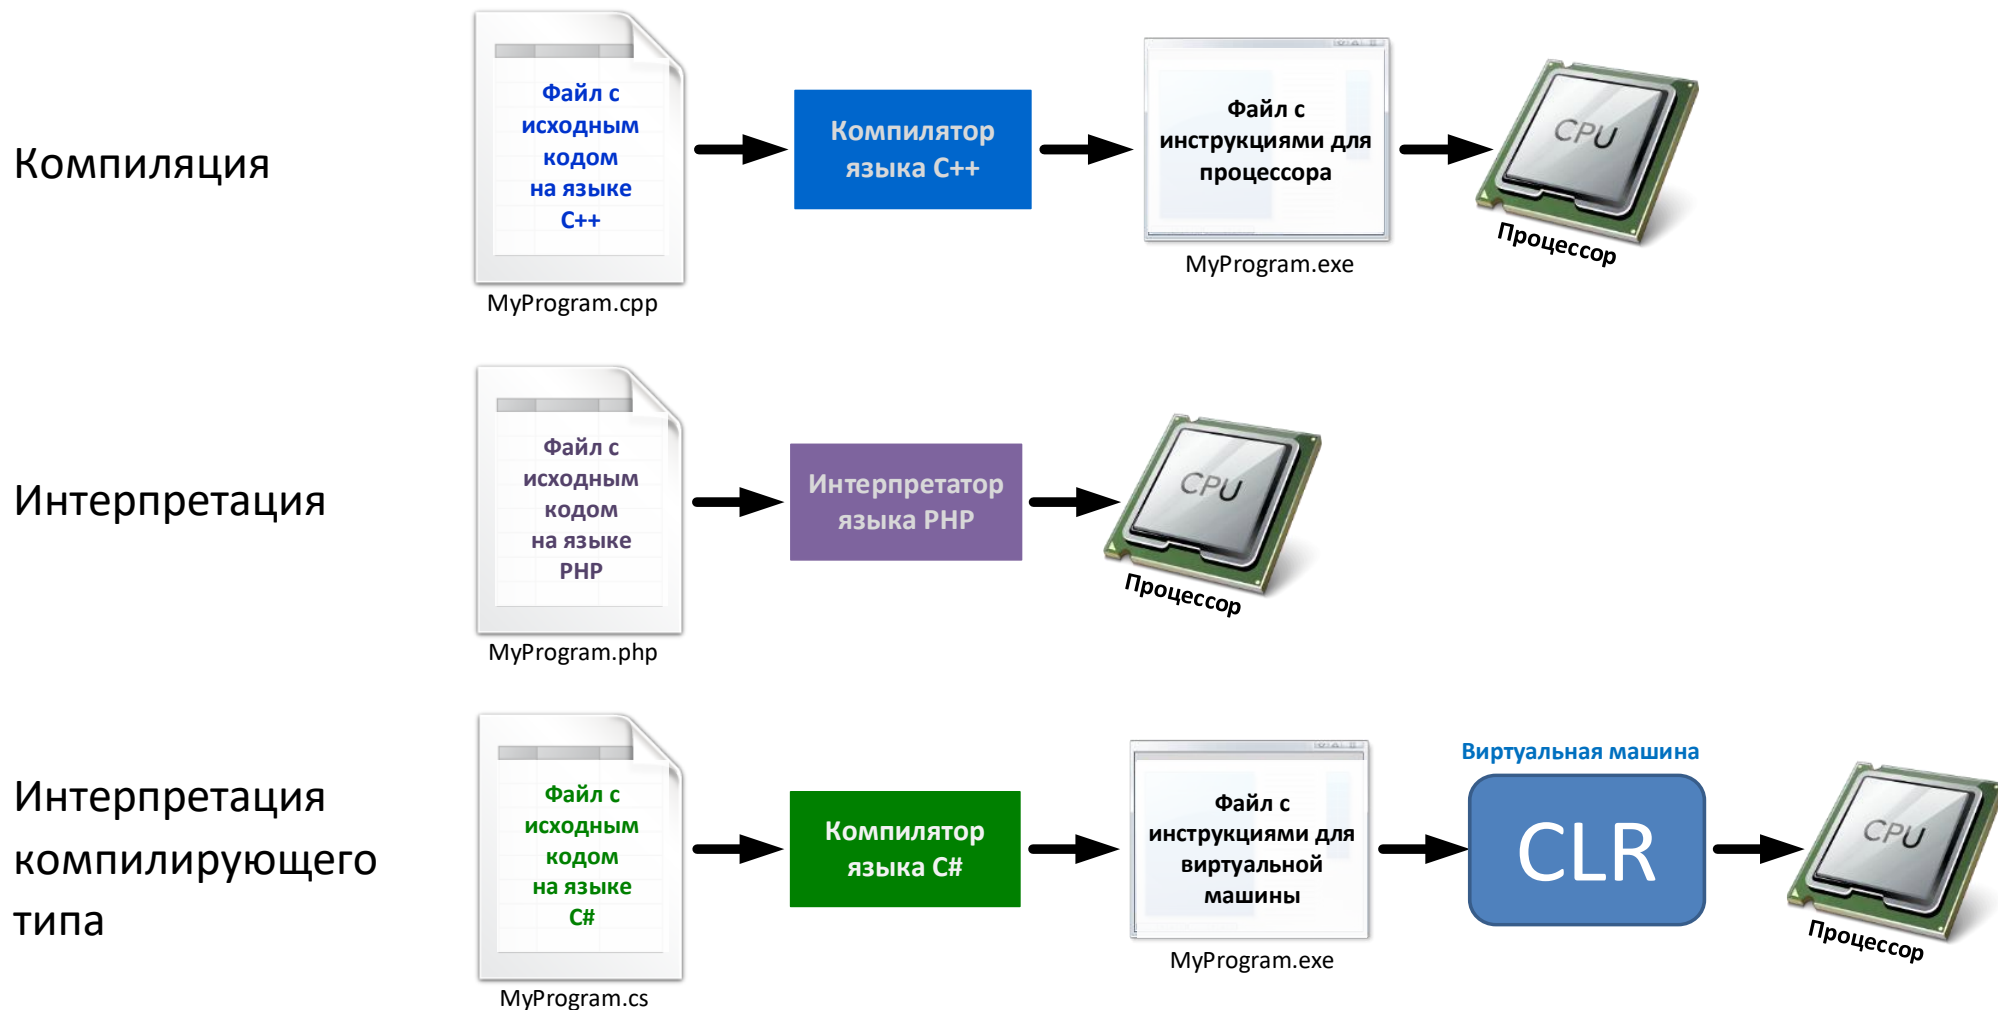 Компиляция
Файл с
исходным
кодом
на языке
C++
MyProgram.cpp
Компилятор
языка C++
Файл с
инструкциями для
процессора
MyProgram.exe
CPU
Процессор
Интерпретация
Файл с
исходным
кодом
на языке
PHP
MyProgram.php
Интерпретатор
языка PHP
CPU
Процессор
Интерпретация
компилирующего
типа
Файл с
исходным
кодом
на языке
C#
MyProgram.cs
Компилятор
языка C#
Файл с
инструкциями для
виртуальной
машины
MyProgram.exe
Виртуальная машина
CLR
CPU
Процессор